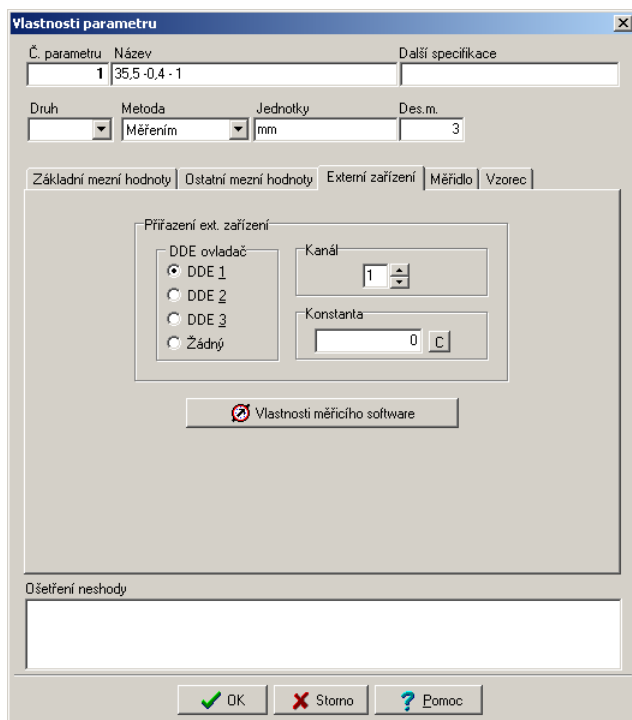 Vlastnosti parametru
Č. parametru Název Další specifikace
1 35,5 -0,4 - 1
Druh Metoda Jednotky Des.m.
Měřením mm 3
Základní mezní hodnoty Ostatní mezní hodnoty Externí zařízení Měřidlo Vzorec
Přiřazení ext. zařízení
DDE ovladač Kanál
DDE 1 1
DDE 2
DDE 3 Konstanta
Žádný 0 C
Vlastnosti měřicího software
Ošetření neshody
OK Storno Pomoc